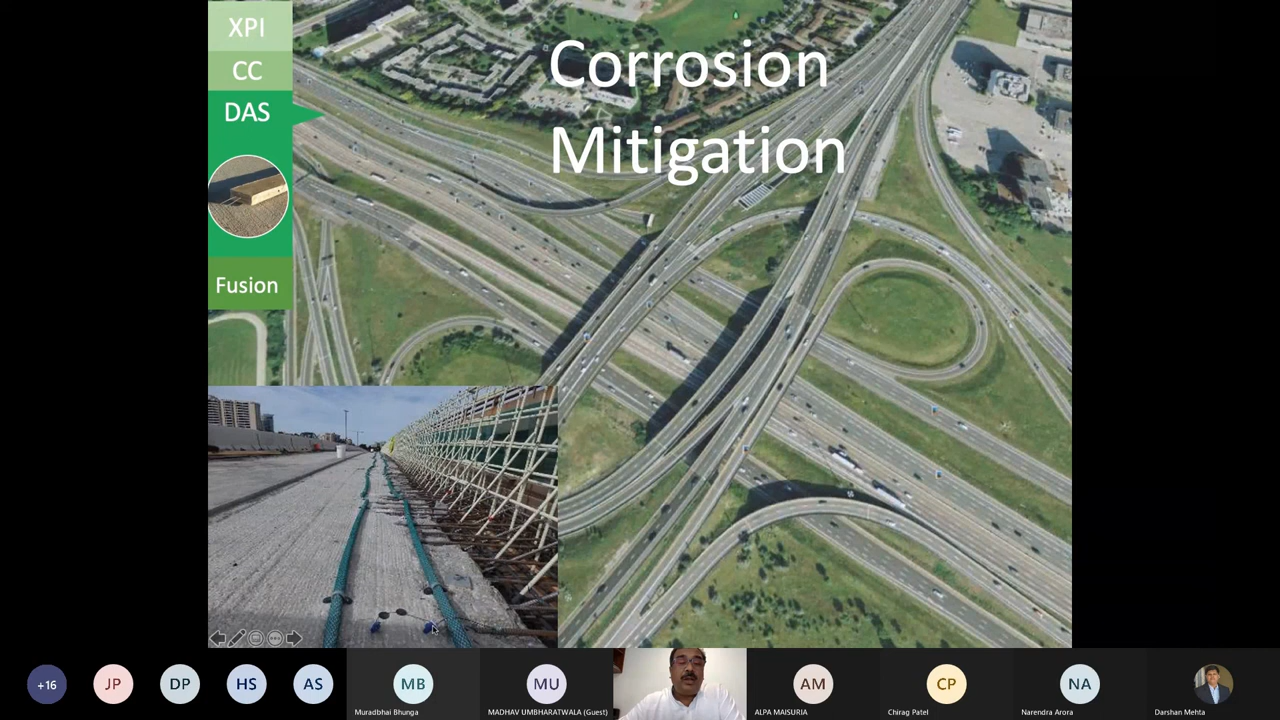 XPI
CC
DAS
Fusion
Corrosion
Mitigation
+16
JP
DP
HS
AS
MB
Muradbhai Bhunga
MU
MADHAV UMBHARATWALA (Guest)
AM
ALPA MAISURIA
CP
Chirag Patel
NA
Narendra Arora
Darshan Mehta